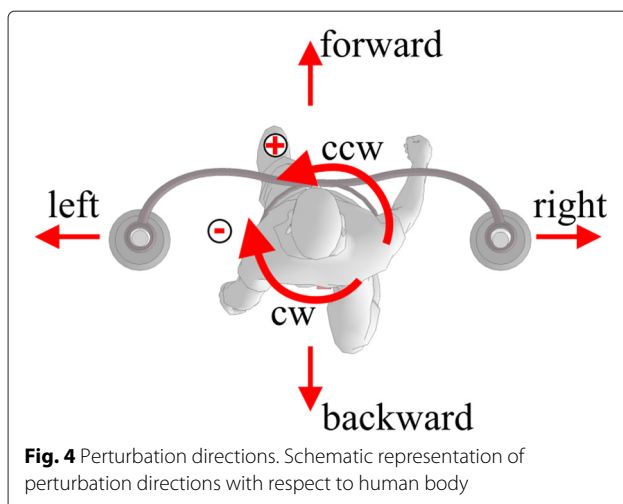 forward
+
ccw
left
right
-
cw
backward
Fig. 4 Perturbation directions. Schematic representation of
perturbation directions with respect to human body